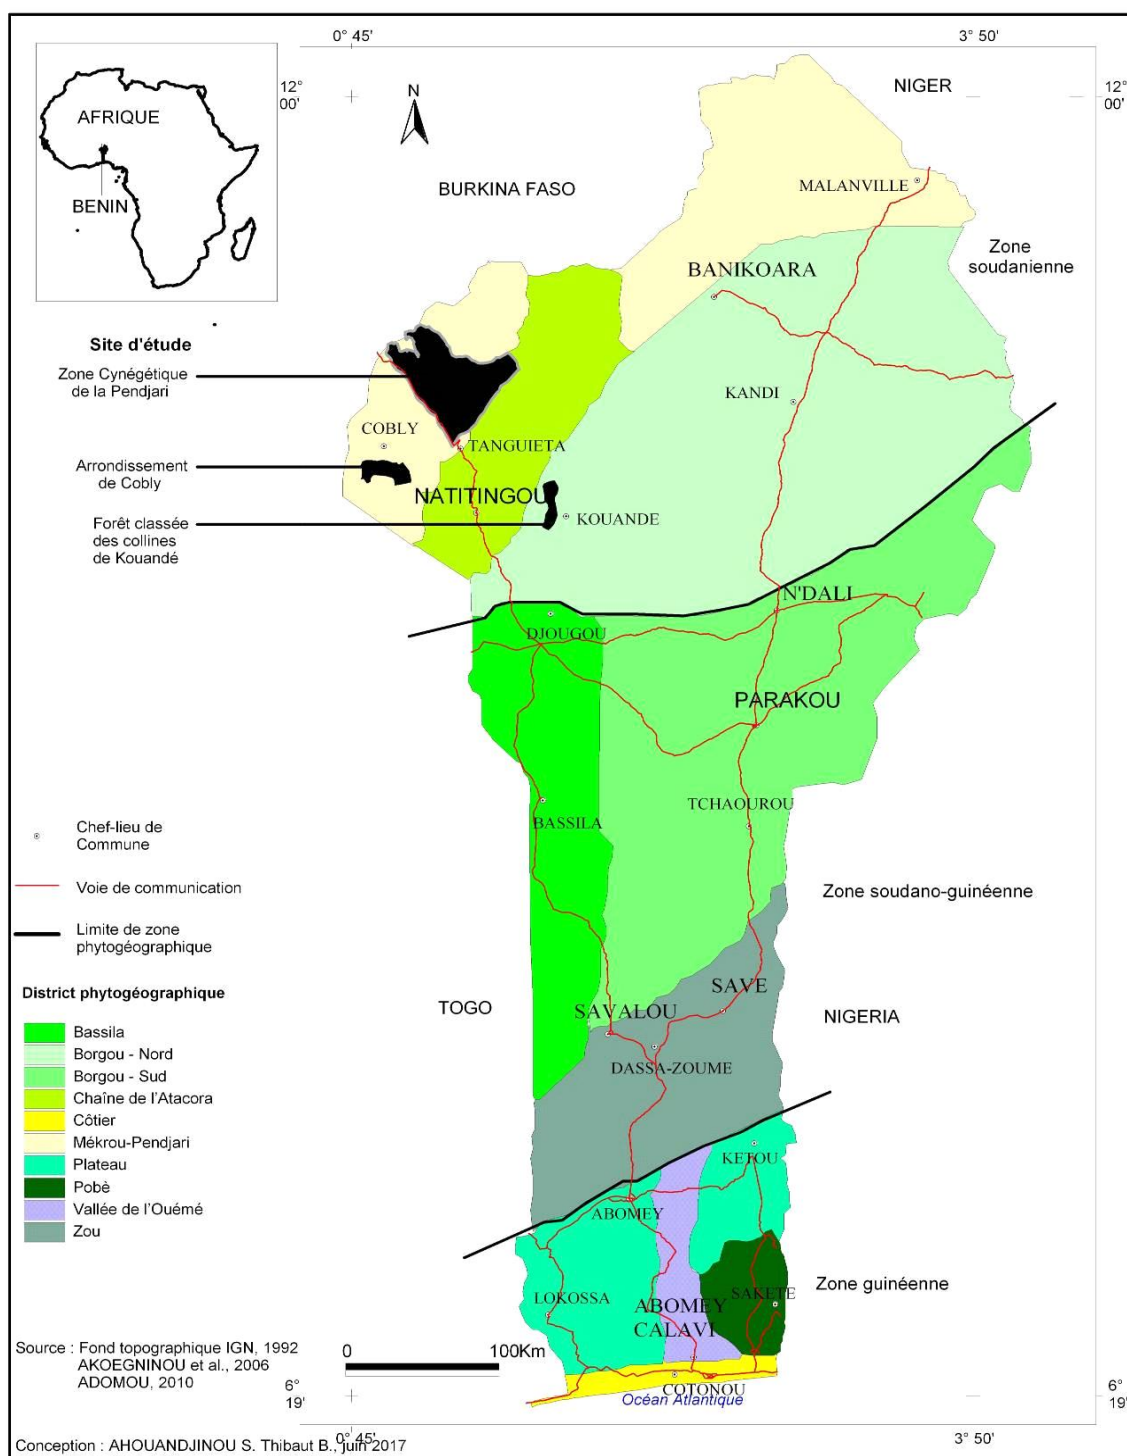 0° 45'
3° 50'
12°
00'
12°
00'
AFRIQUE
BENIN
N
NIGER
BURKINA FASO
MALANVILLE
Zone
soudanienne
BANIKOARA
Site d'étude
Zone Cynégétique
de la Pendjari
KANDI
COBLY
TANGUIETA
Arrondissement
de Cobly
NATITINGOU
KOUANDE
Forêt classée
des collines
de Kouandé
N'DALI
DJOUGOU
PARAKOU
TCHAOUROU
BASSILA
Chef-lieu de
Commune
Voie de communication
Limite de zone
phytogéographique
Zone soudano-guinéenne
District phytogéographique
TOGO
SAVE
SAVALOU
NIGERIA
DASSA-ZOUME
Bassila
Borgou - Nord
Borgou - Sud
Chaîne de l'Atacora
Côtier
Mékrou-Pendjari
Plateau
Pobè
Vallée de l'Ouémé
Zou
KETOU
ABOMEY
Zone guinéenne
LOKOSSA
SAKETE
ABOMEY
CALAVI
Source : Fond topographique IGN, 1992
AKOEGNINOU et al., 2006
ADOMOU, 2010
0
100Km
COTONOU
Océan Atlantique
6°
19'
6°
19'
0° 45'
3° 50'
Conception : AHOUANDJINOU S. Thibaut B., juin 2017